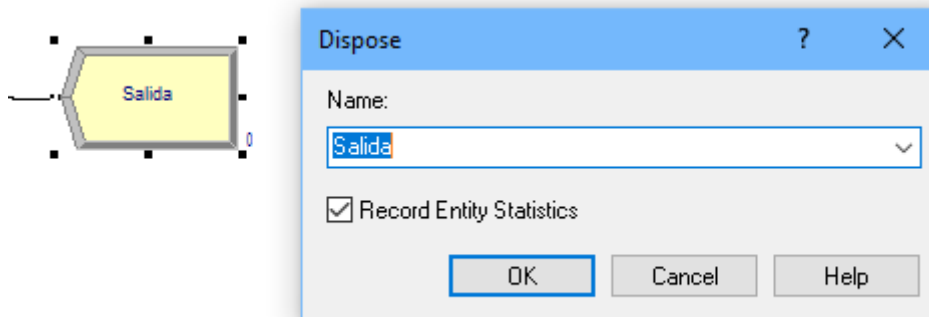 Salida
0
Dispose ?
Name:
Salida
Record Entity Statistics
OK Cancel Help